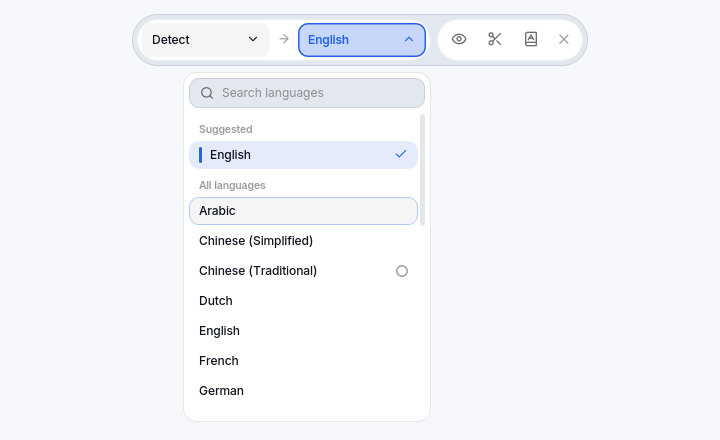 Detect
English
Search languages
Suggested
English
All languages
Arabic
Chinese (Simplified)
Chinese (Traditional)
Dutch
English
French
German